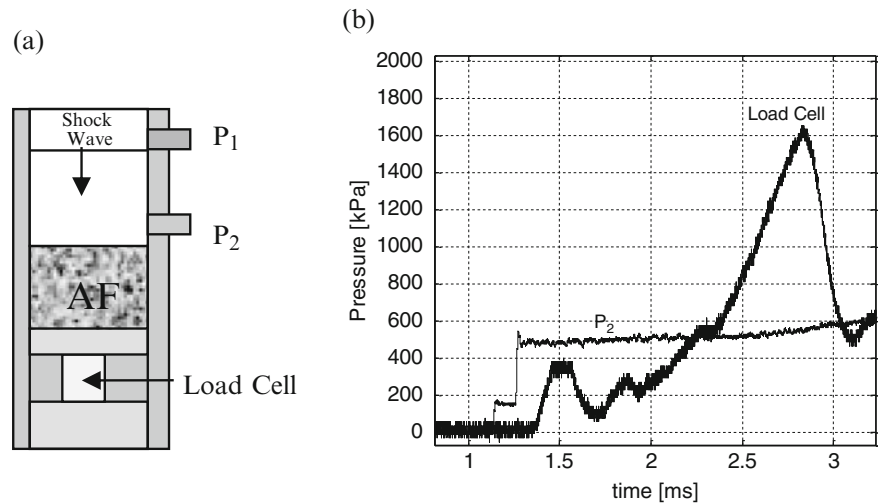 (a)
Shock
Wave
P1
P2
AF
Load Cell
(b)
2000
1800
1600
1400
1200
1000
800
600
400
200
0
Pressure [kPa]
Load Cell
P2
1
1.5
2
2.5
3
time [ms]